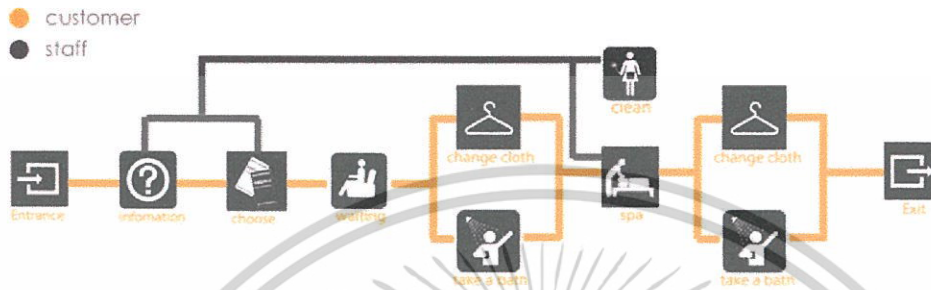 customer
staff
clean
change cloth
change cloth
Entrance
infomation
choose
waiting
spa
Exit
take a bath
take a bath